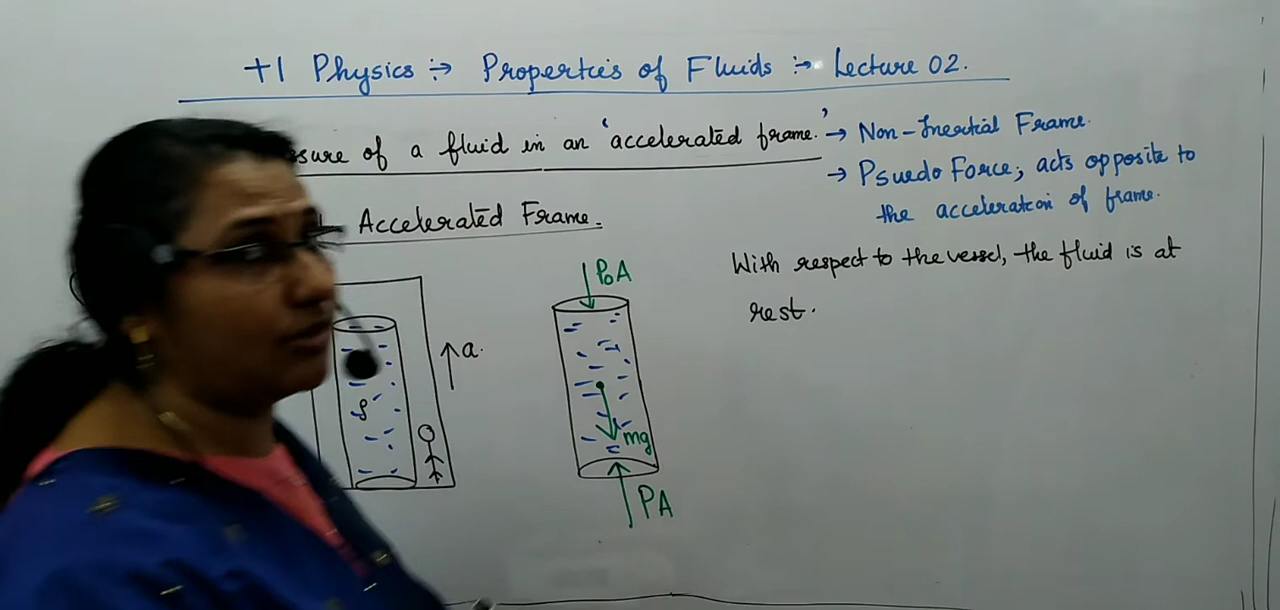 +1 Physics :→ Properties of Fluids :→ Lecture 02.
of a fluid in an 'accelerated frame.' → Non-Inertial Frame.
→ Psuedo Force; acts opposite to
the acceleration of frame.
Accelerated Frame.
With respect to the vessel, the fluid is at
rest.
P₀A
a.
ρ
mg
PA